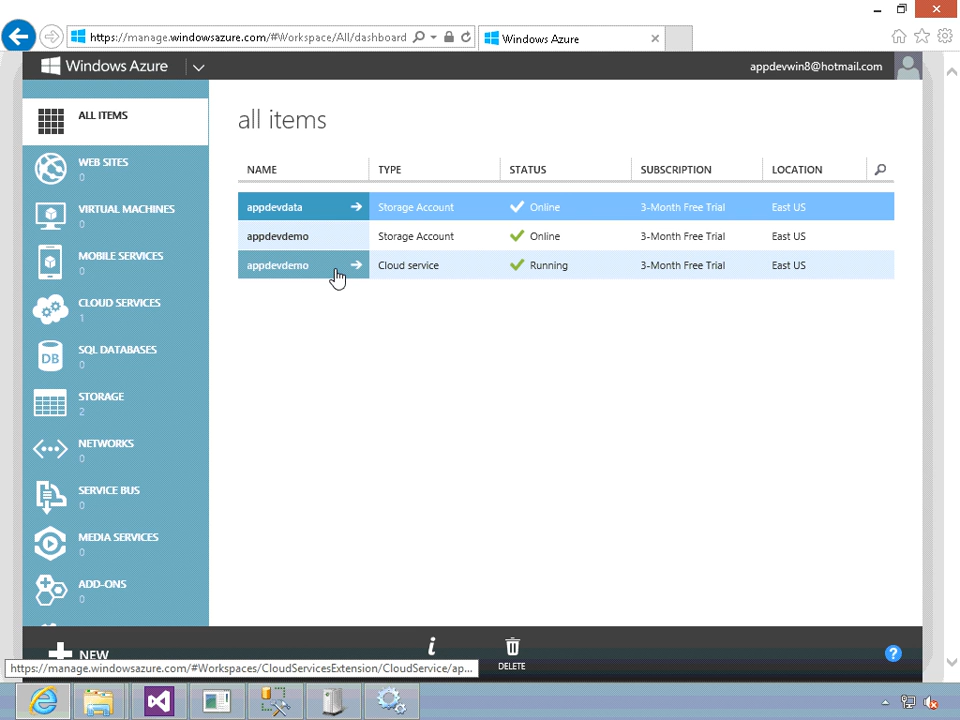 https://manage.windowsazure.com/#Workspace/All/dashboard
Windows Azure
Windows Azure
appdevwin8@hotmail.com
ALL ITEMS
WEB SITES
0
VIRTUAL MACHINES
0
MOBILE SERVICES
0
CLOUD SERVICES
1
SQL DATABASES
0
STORAGE
2
NETWORKS
0
SERVICE BUS
0
MEDIA SERVICES
0
ADD-ONS
0
DB
all items
NAME TYPE STATUS SUBSCRIPTION LOCATION
appdevdata Storage Account Online 3-Month Free Trial East US
appdevdemo Storage Account Online 3-Month Free Trial East US
appdevdemo Cloud service Running 3-Month Free Trial East US
NEW
DELETE
https://manage.windowsazure.com/#Workspaces/CloudServicesExtension/CloudService/ap...